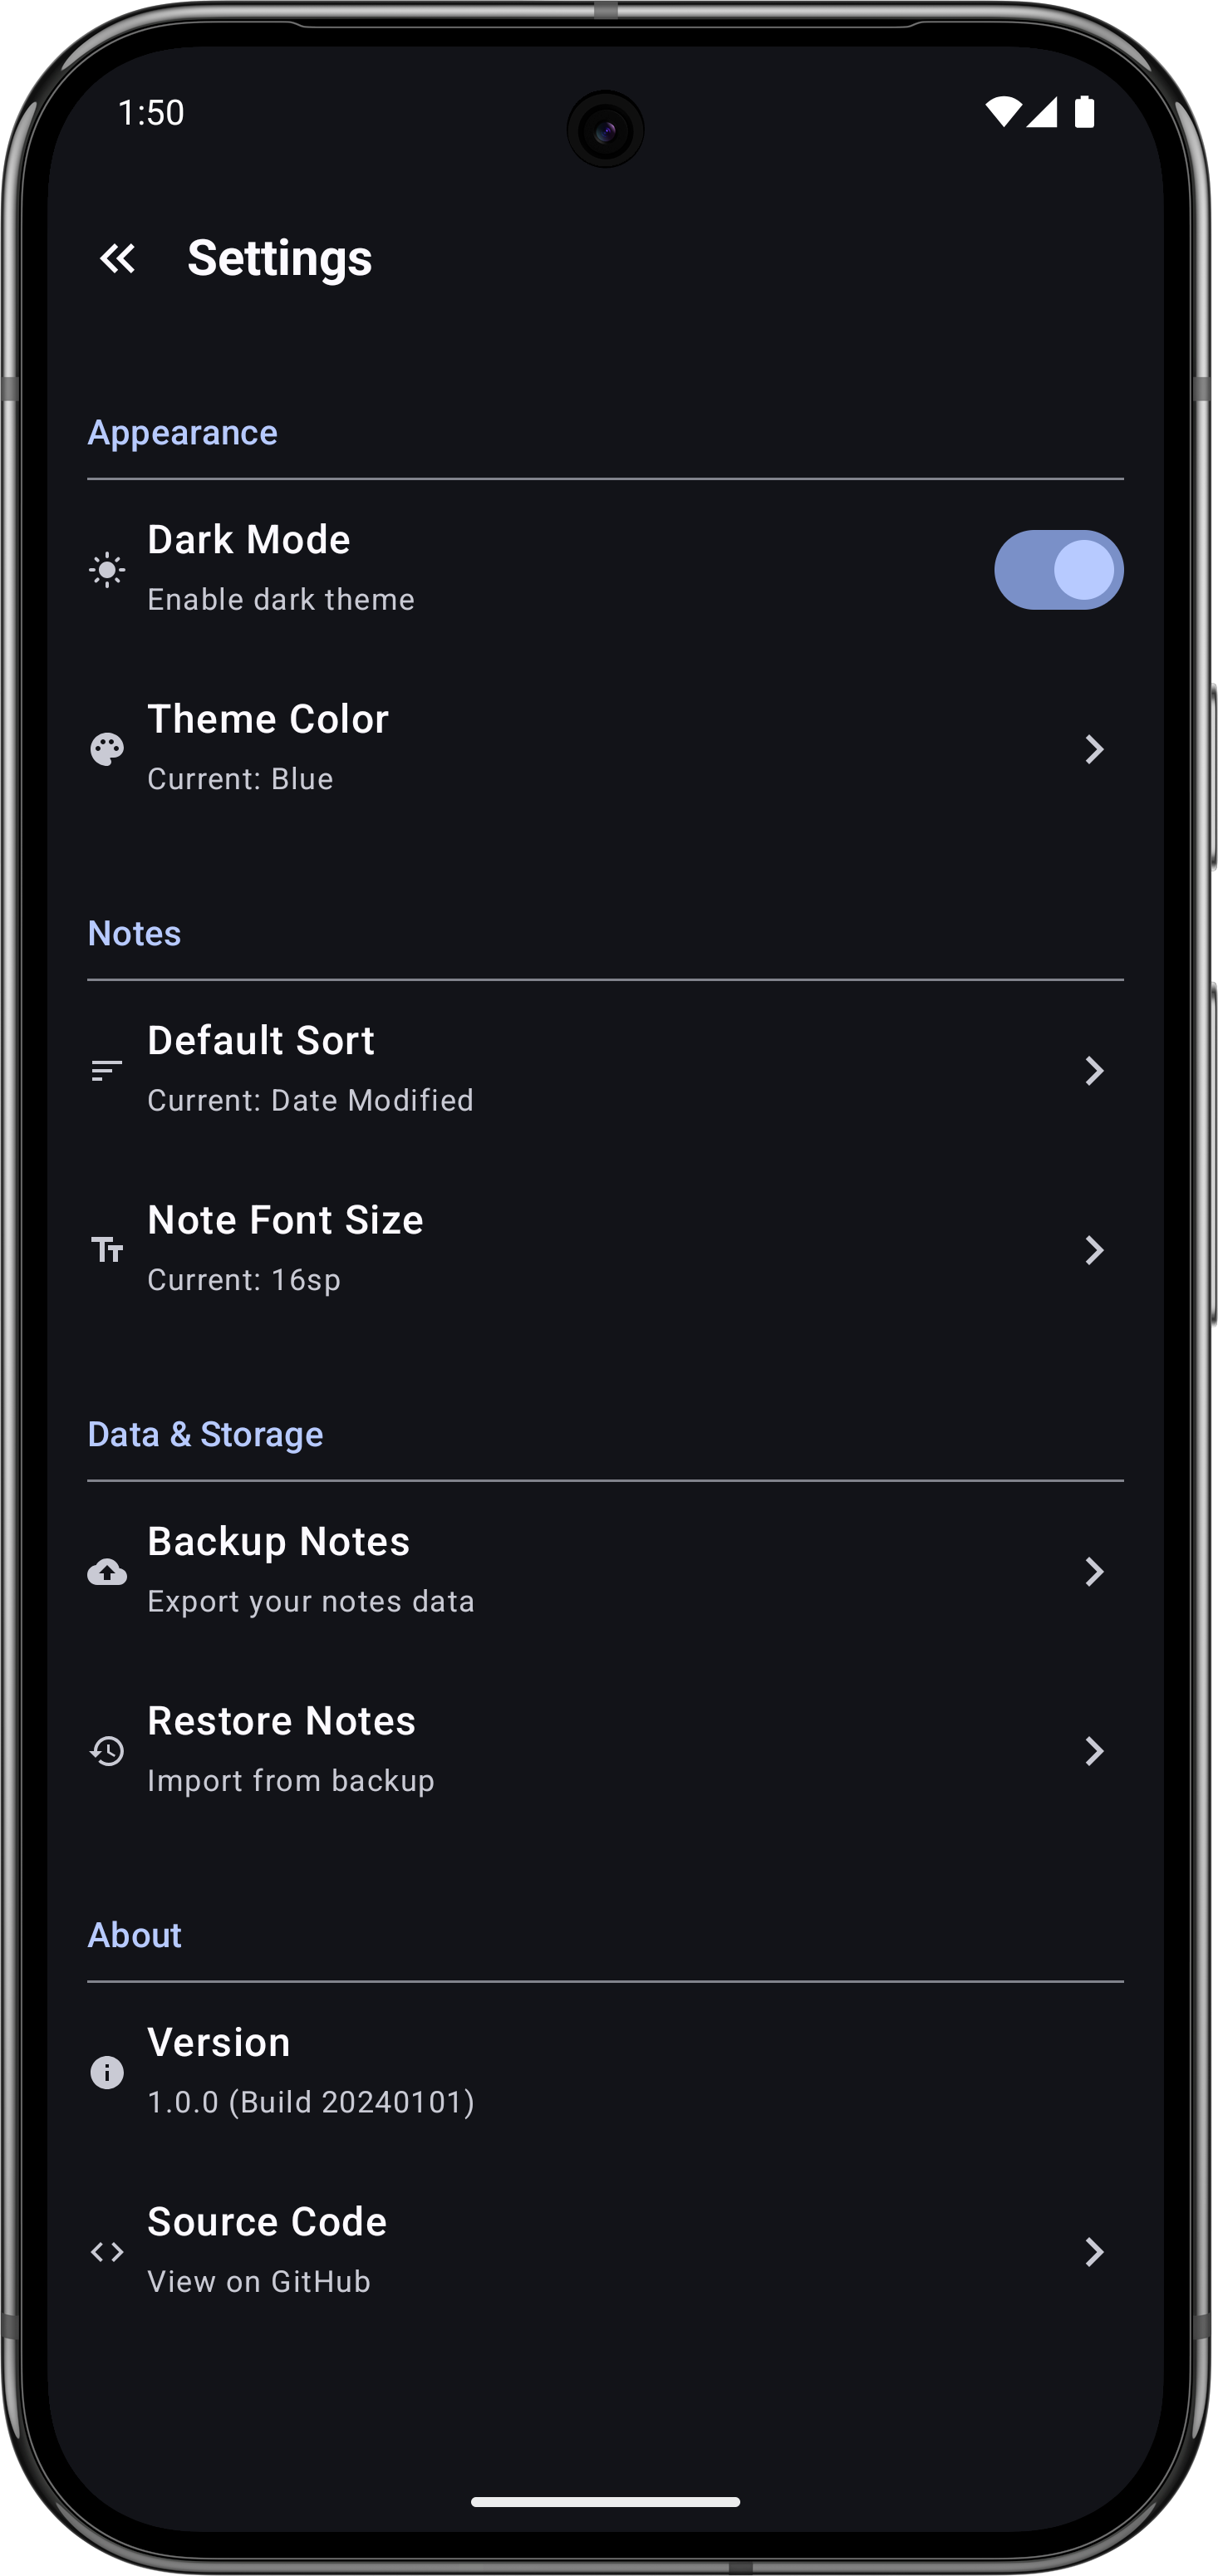 1:50
Settings
Appearance
Dark Mode
Enable dark theme
Theme Color
Current: Blue
Notes
Default Sort
Current: Date Modified
Note Font Size
Current: 16sp
Data & Storage
Backup Notes
Export your notes data
Restore Notes
Import from backup
About
Version
1.0.0 (Build 20240101)
Source Code
View on GitHub